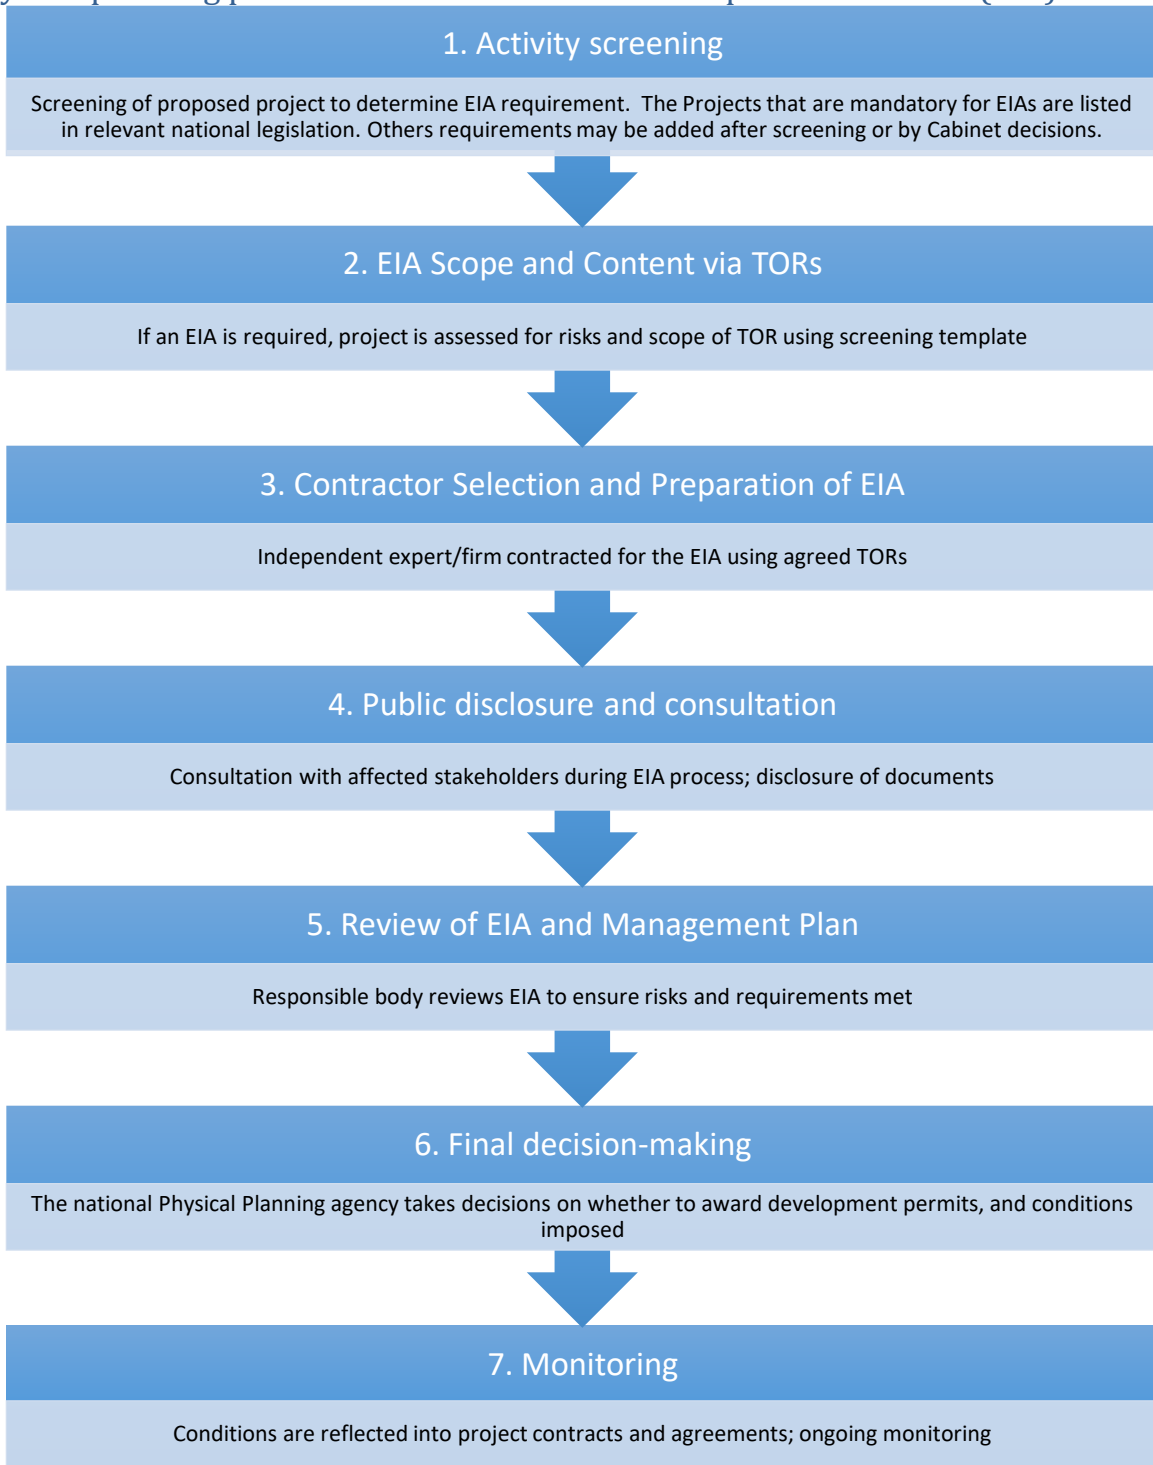 1. Activity screening
Screening of proposed project to determine EIA requirement. The Projects that are mandatory for EIAs are listed
in relevant national legislation. Others requirements may be added after screening or by Cabinet decisions.
2. EIA Scope and Content via TORs
If an EIA is required, project is assessed for risks and scope of TOR using screening template
3. Contractor Selection and Preparation of EIA
Independent expert/firm contracted for the EIA using agreed TORs
4. Public disclosure and consultation
Consultation with affected stakeholders during EIA process; disclosure of documents
5. Review of EIA and Management Plan
Responsible body reviews EIA to ensure risks and requirements met
6. Final decision-making
The national Physical Planning agency takes decisions on whether to award development permits, and conditions
imposed
7. Monitoring
Conditions are reflected into project contracts and agreements; ongoing monitoring